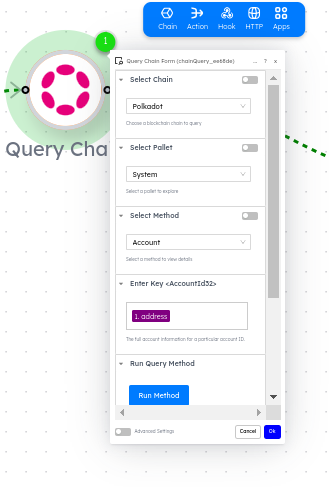 Chain Action Hook HTTP Apps
1
Query Cha
Query Chain Form (chainQuery_ee68de) ... ? ×
Select Chain
Polkadot
Choose a blockchain chain to query
Select Pallet
System
Select a pallet to explore
Select Method
Account
Select a method to view details
Enter Key <AccountId32>
1. address
The full account information for a particular account ID.
Run Query Method
Run Method
Advanced Settings
Cancel
Ok